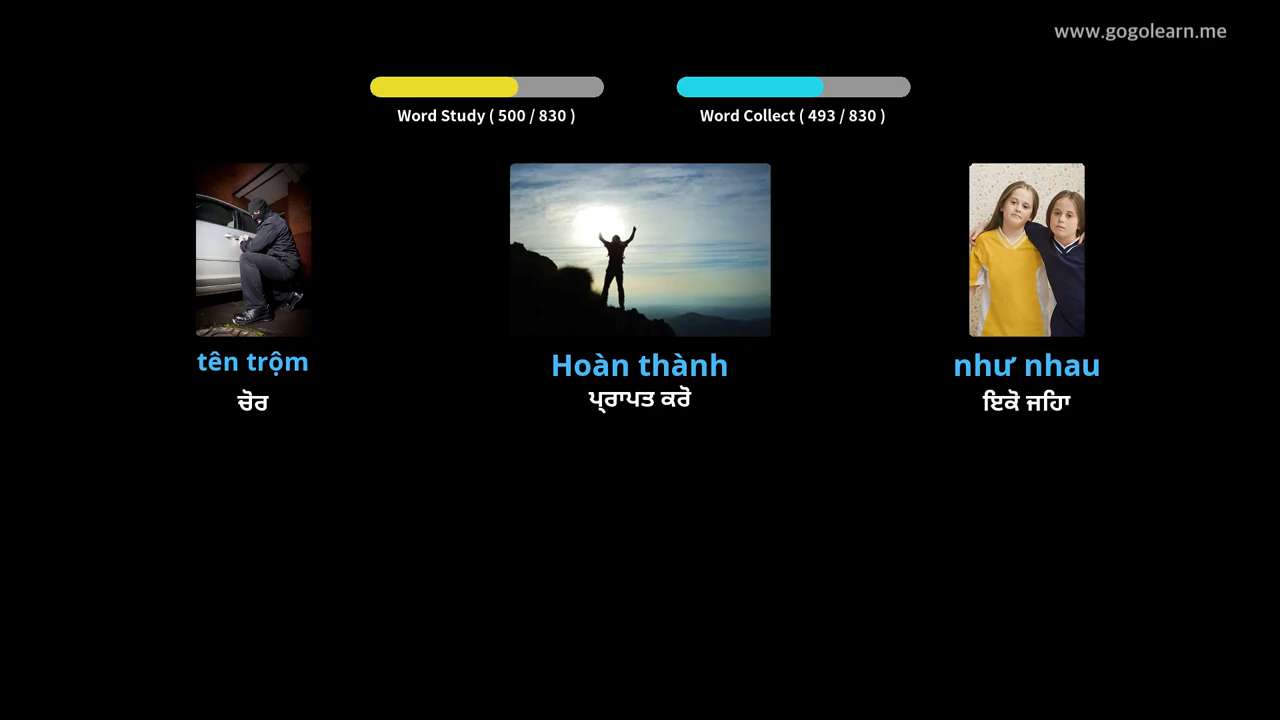 www.gogolearn.me
Word Study ( 500 / 830 )
Word Collect ( 493 / 830 )
tên trộm
Hoàn thành
như nhau
ਚੋਰ
ਪ੍ਰਾਪਤ ਕਰੋ
ਇਕੋ ਜਹਿਾ